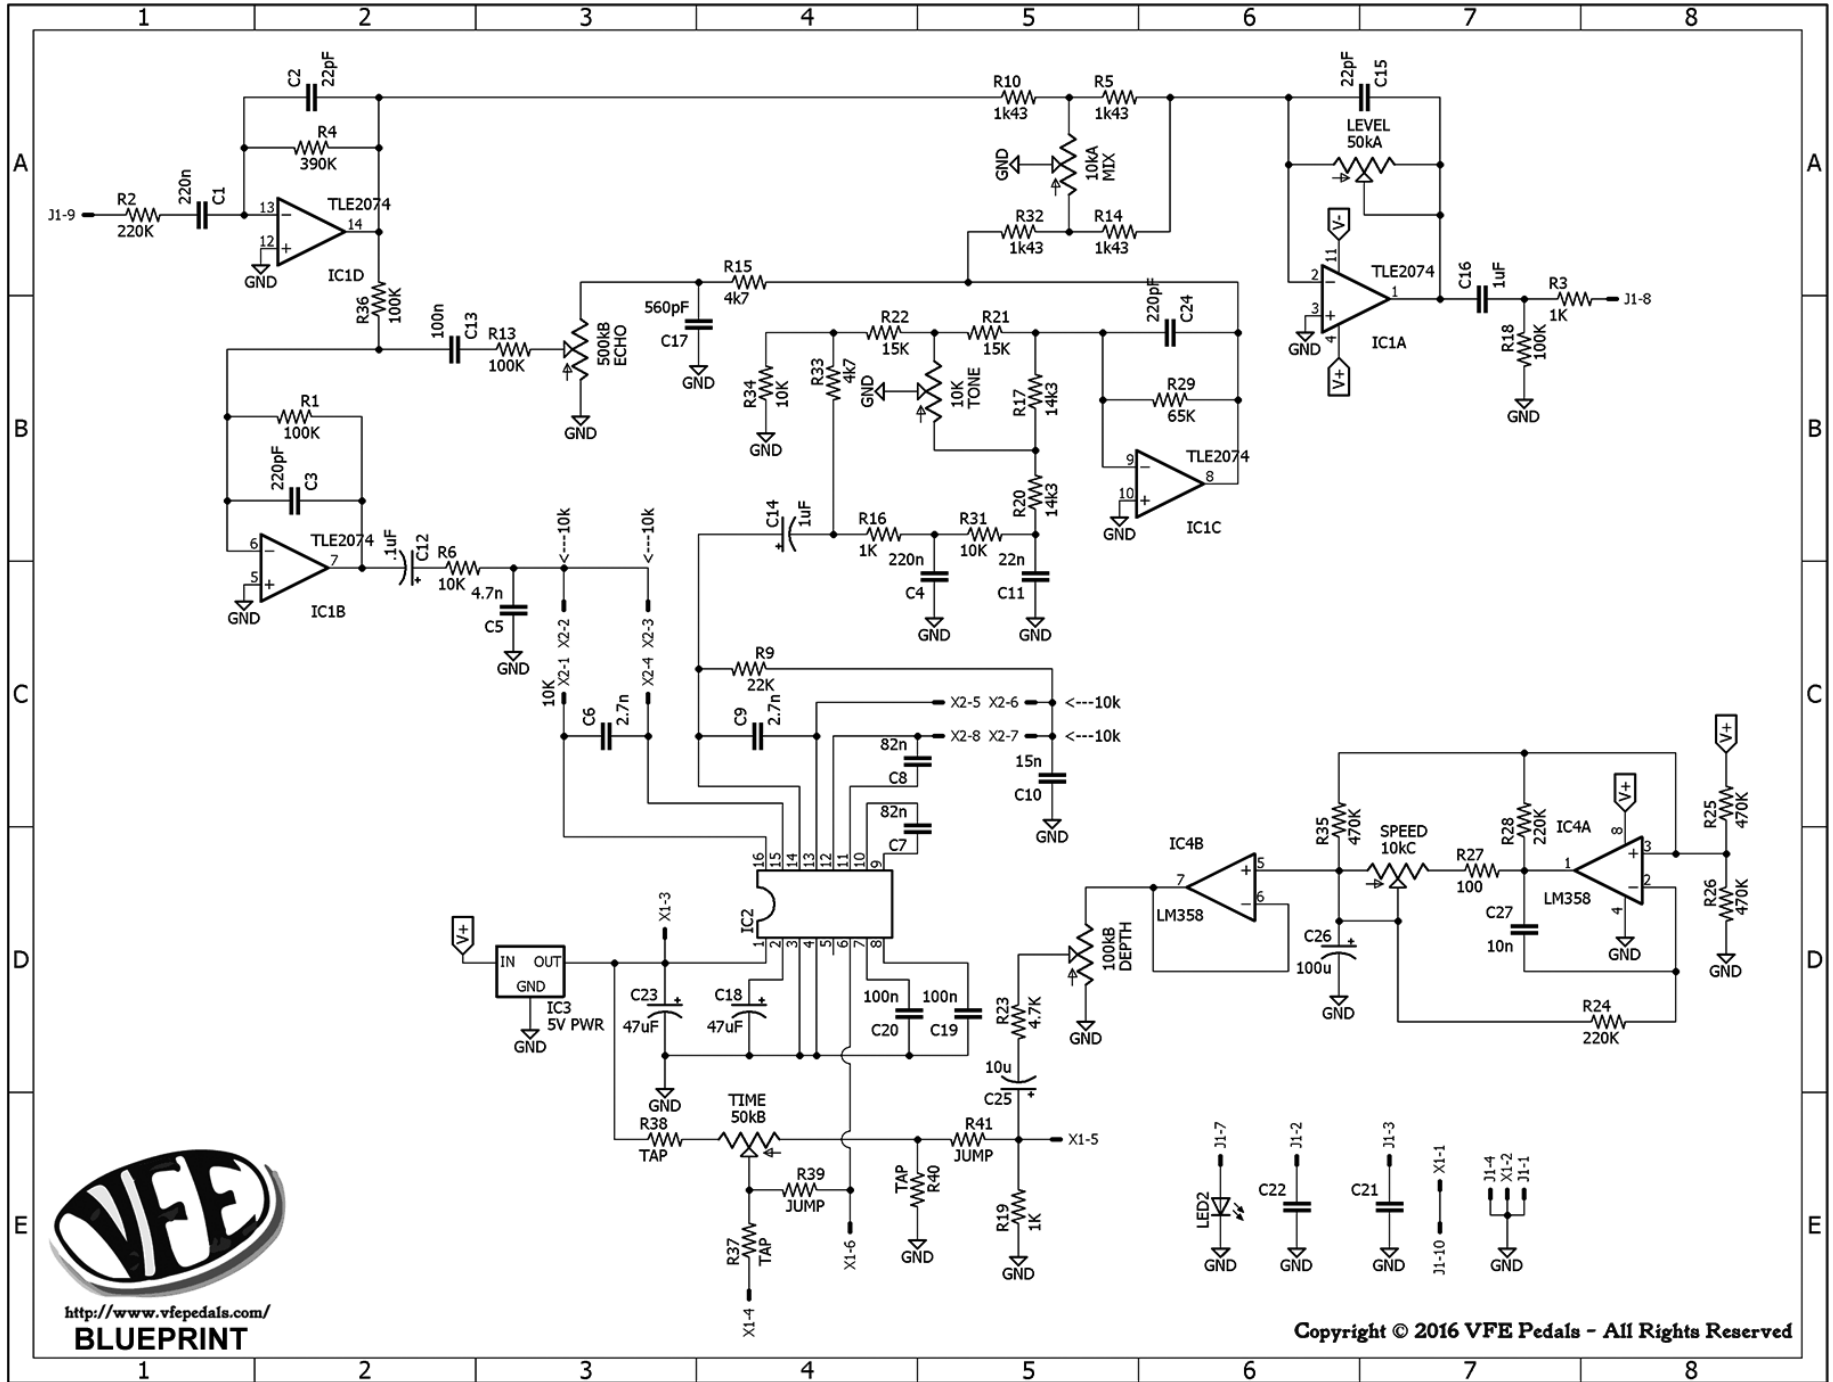 1 2 3 4 5 6 7 8
A
A
B
B
C
C
D
D
E
E
C2
22pF
R4
390K
220n
C1
R2
J1-9
220K
13
TLE2074
14
12
GND
IC1D
R36
100K
R10
1k43
R5
1k43
GND
10kA
MIX
R32
1k43
R14
1k43
22pF
C15
LEVEL
50kA
V-
11
2
TLE2074
1
3
4
GND
IC1A
V+
C16
1uF
R3
1K
J1-8
R18
100K
GND
100n
C13
R13
100K
500kB
ECHO
GND
R15
4k7
560pF
C17
GND
R22
15K
R21
15K
R34
10K
GND
R33
4k7
GND
10K
TONE
R17
14k3
R20
14k3
220pF
C24
R29
65K
9
TLE2074
8
10
GND
IC1C
R1
100K
220pF
C3
6
TLE2074
7
5
GND
IC1B
.1uF
C12
R6
10K
4.7n
C5
GND
<---10k
<---10k
X2-2
X2-3
X2-1
X2-4
10K
C6
2.7n
C14
1uF
R16
1K
R31
10K
220n
C4
GND
22n
C11
GND
R9
22K
C9
2.7n
X2-5 X2-6
<---10k
X2-8 X2-7
<---10k
82n
C8
15n
C10
GND
82n
C7
16 15 14 13 12 11 10 9
IC2
1 2 3 4 5 6 7 8
V+
IN OUT
GND
IC3
5V PWR
GND
X1-3
C23
47uF
C18
47uF
100n
C20
100n
C19
GND
R23
4.7K
10u
C25
100kB
DEPTH
GND
IC4B
7
5
6
LM358
R35
470K
SPEED
10kC
R27
100
R28
220K
C26
100u
GND
C27
10n
IC4A
V+
8
1
3
2
4
LM358
GND
V+
R25
470K
R26
470K
GND
R24
220K
R38
TAP
TIME
50kB
R39
JUMP
R37
TAP
X1-4
X1-6
TAP
R40
GND
R41
JUMP
X1-5
R19
1K
GND
J1-7
LED2
GND
J1-2
C22
GND
J1-3
C21
GND
X1-1
J1-10
J1-4
X1-2
J1-1
GND
VFE
http://www.vfepedals.com/
BLUEPRINT
Copyright © 2016 VFE Pedals - All Rights Reserved
1 2 3 4 5 6 7 8